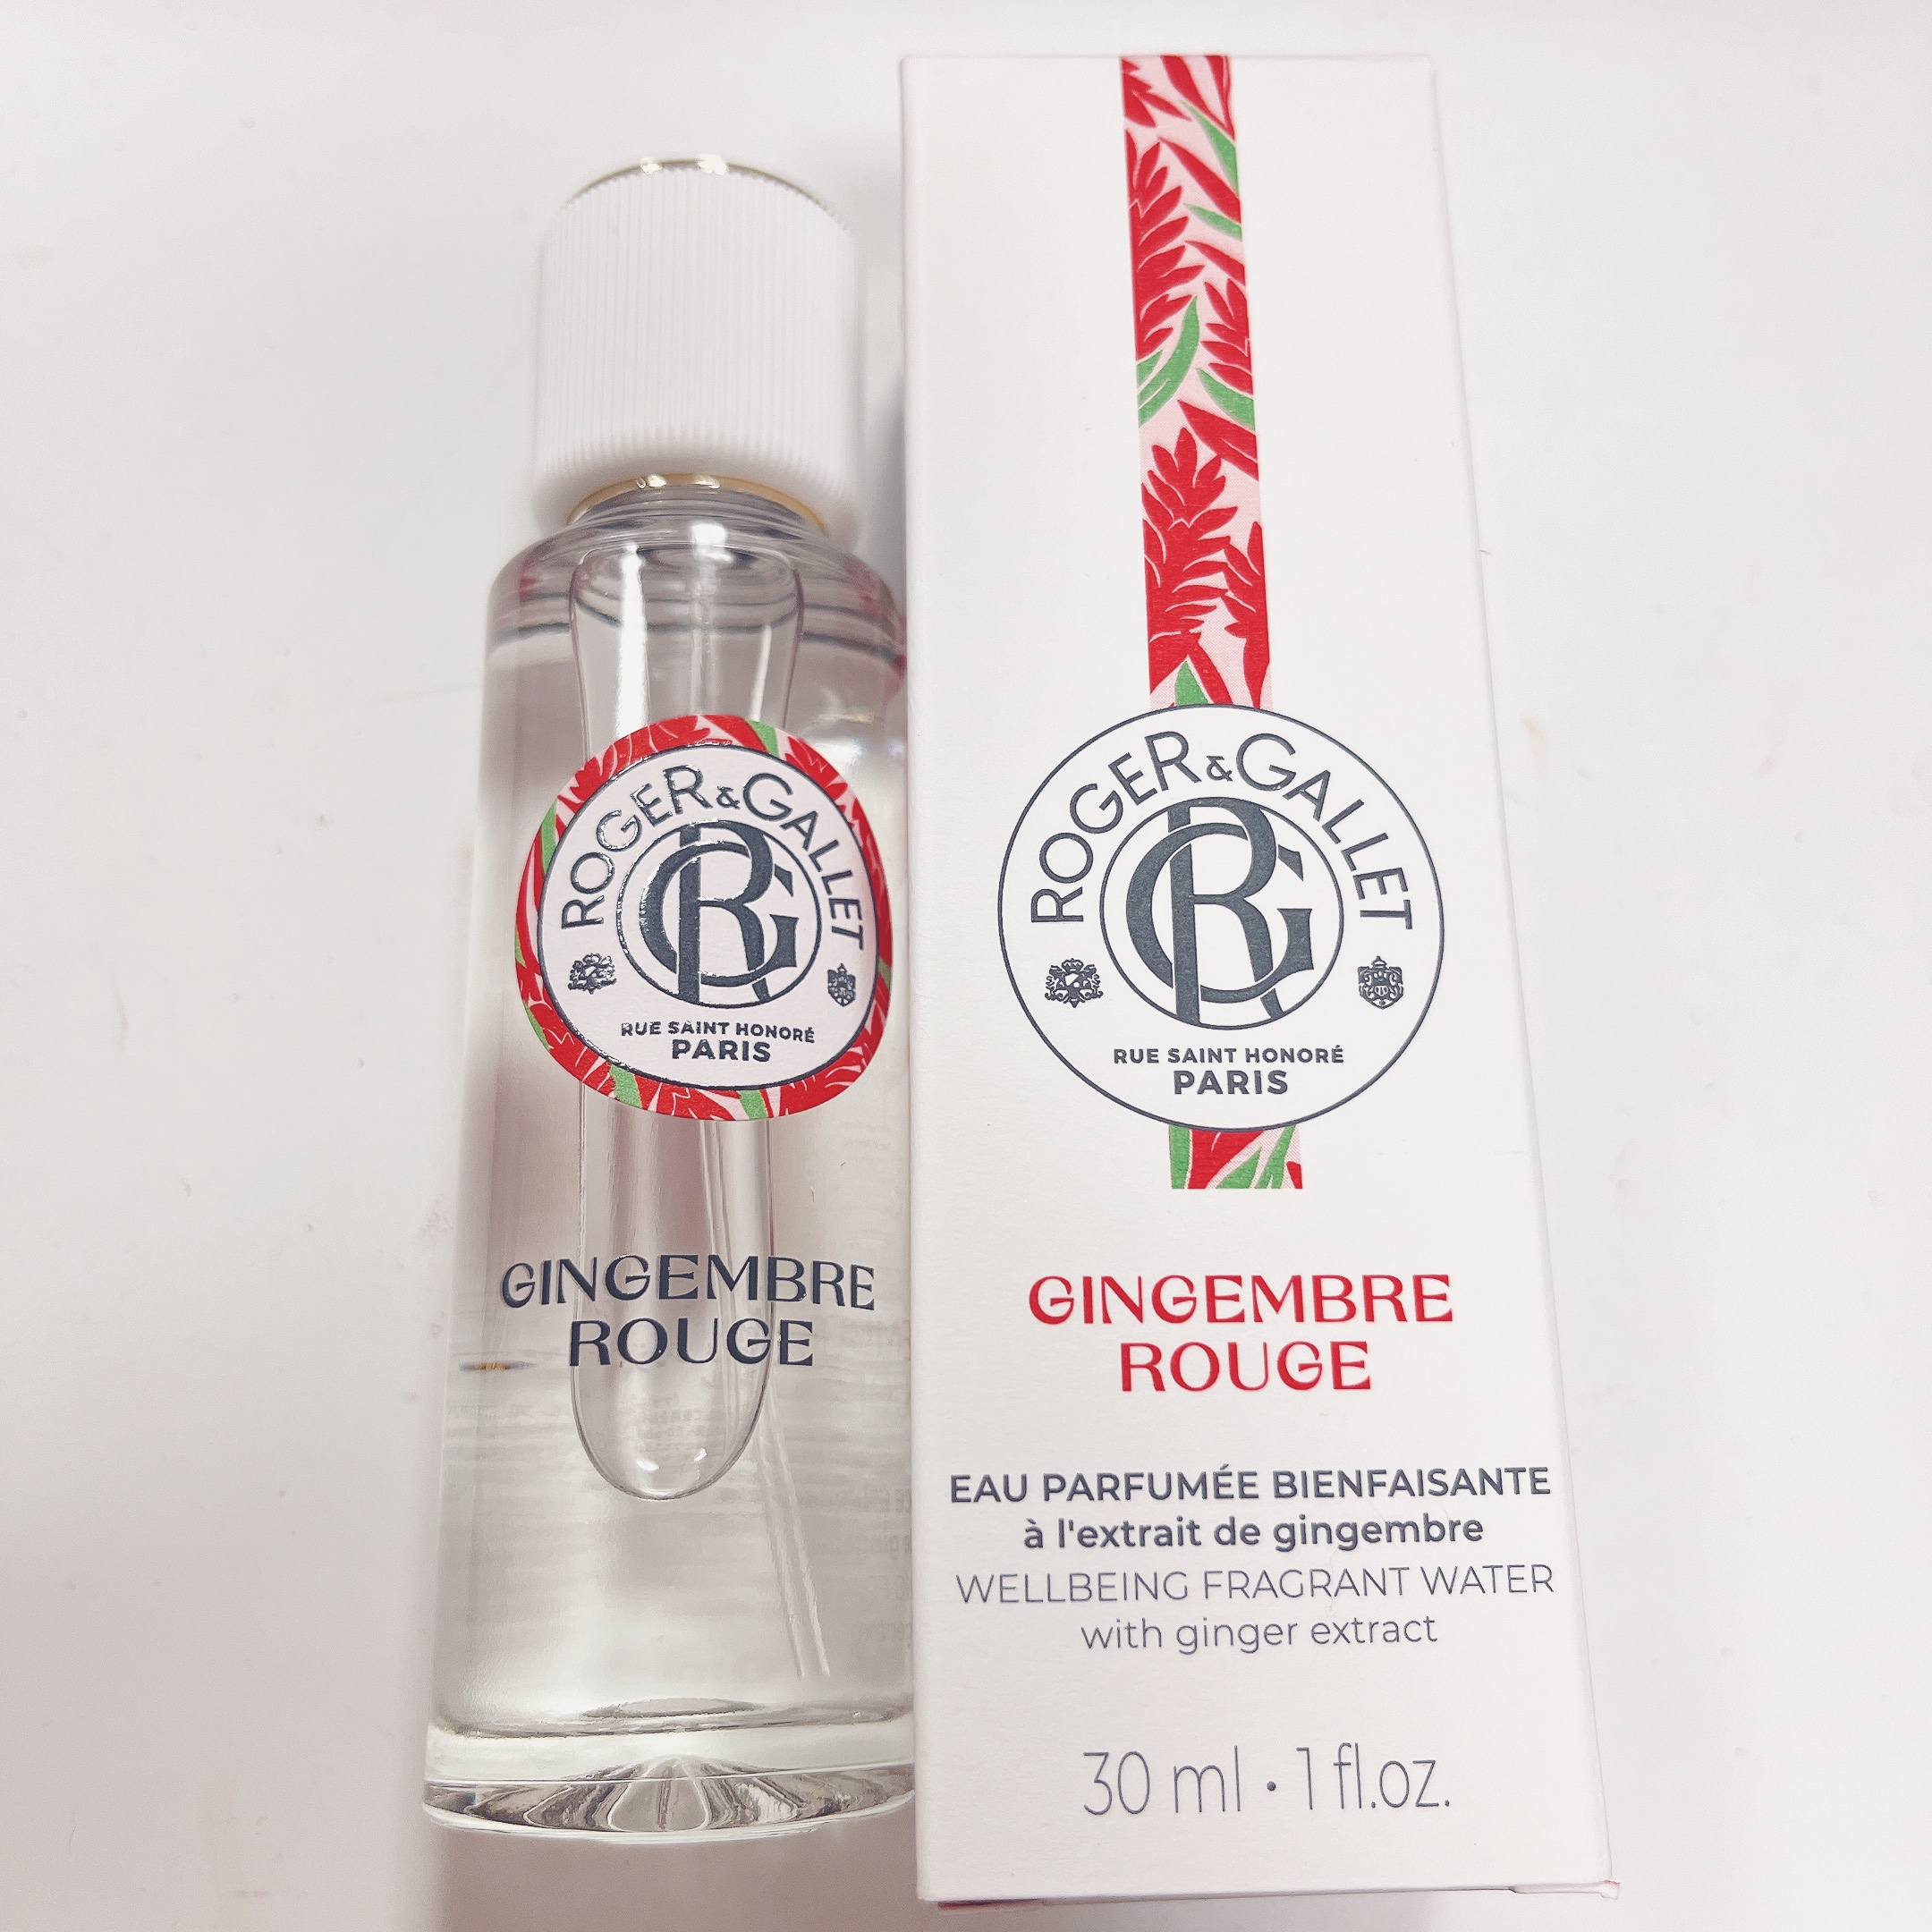 ROGER & GALLET
RG
RUE SAINT HONORÉ
PARIS
GINGEMBRE
ROUGE
ROGER & GALLET
RG
RUE SAINT HONORÉ
PARIS
GINGEMBRE
ROUGE
EAU PARFUMÉE BIENFAISANTE
à l'extrait de gingembre
WELLBEING FRAGRANT WATER
with ginger extract
30 ml • 1 fl.oz.